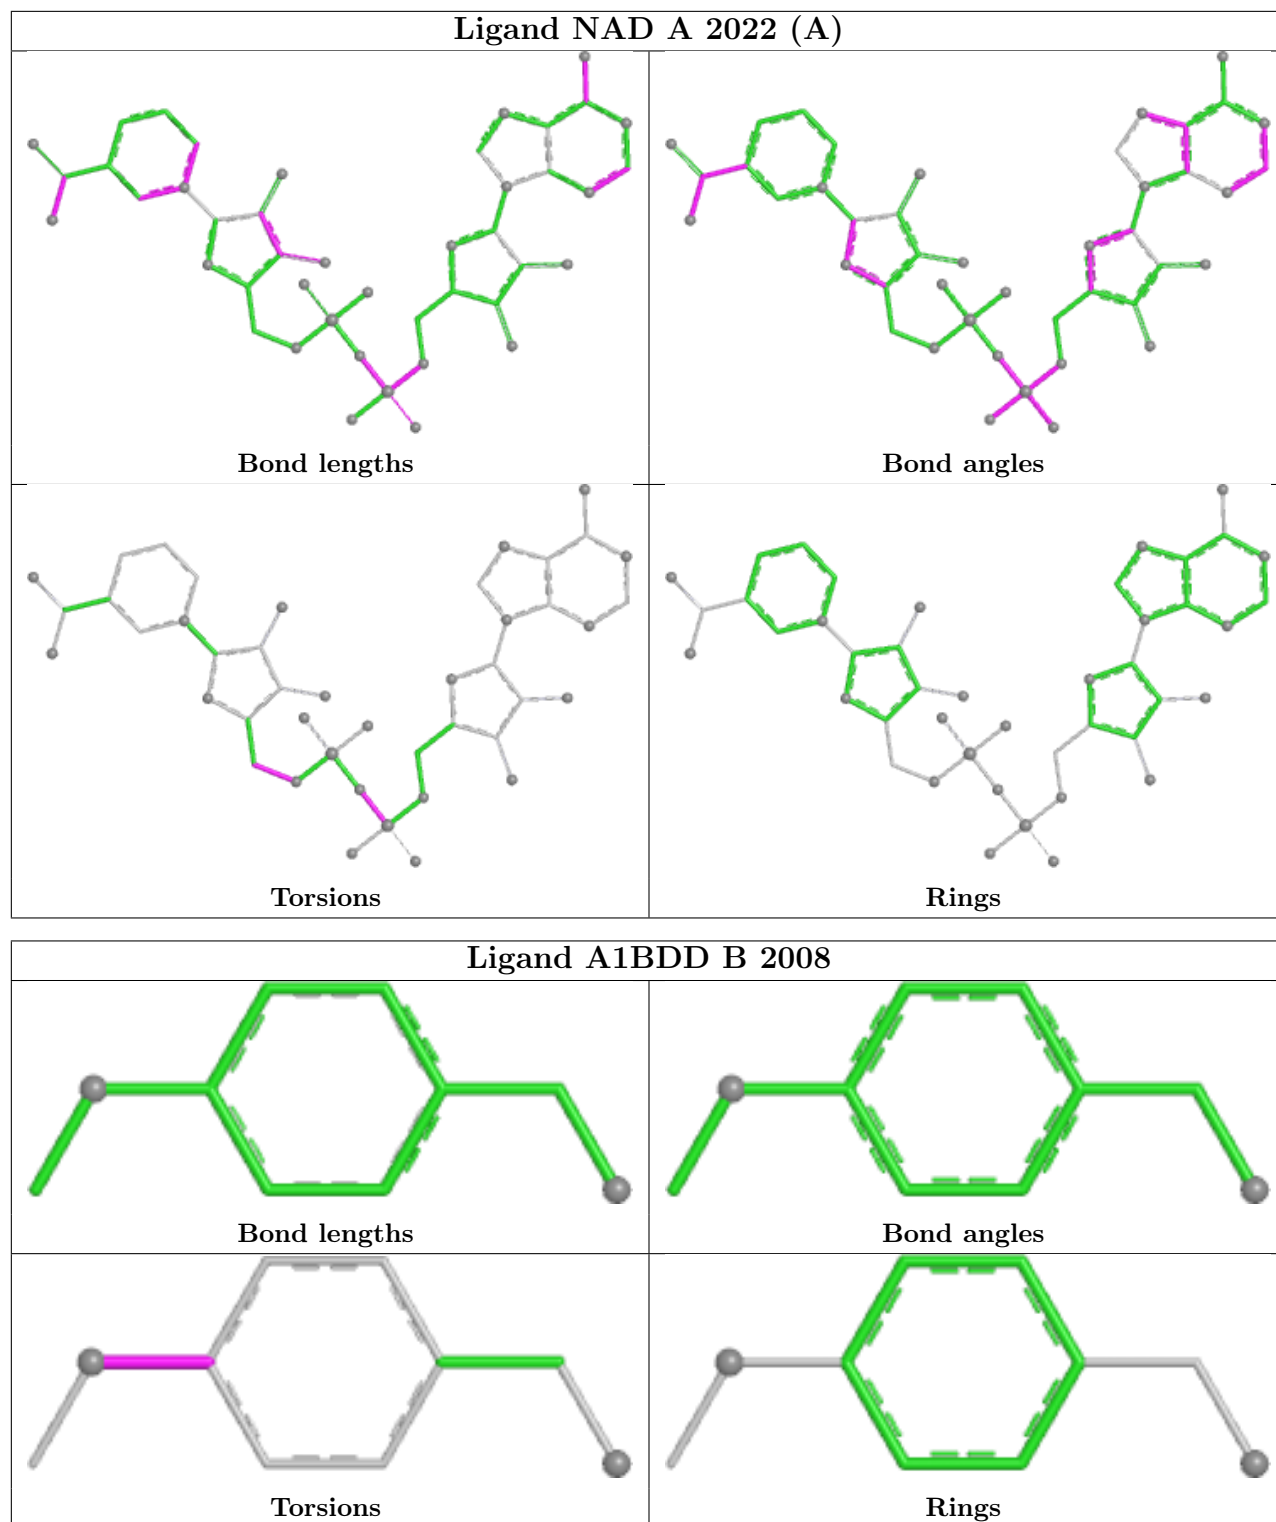 Ligand NAD A 2022 (A)
Bond lengths
Bond angles
Torsions
Rings
Ligand A1BDD B 2008
Bond lengths
Bond angles
Torsions
Rings